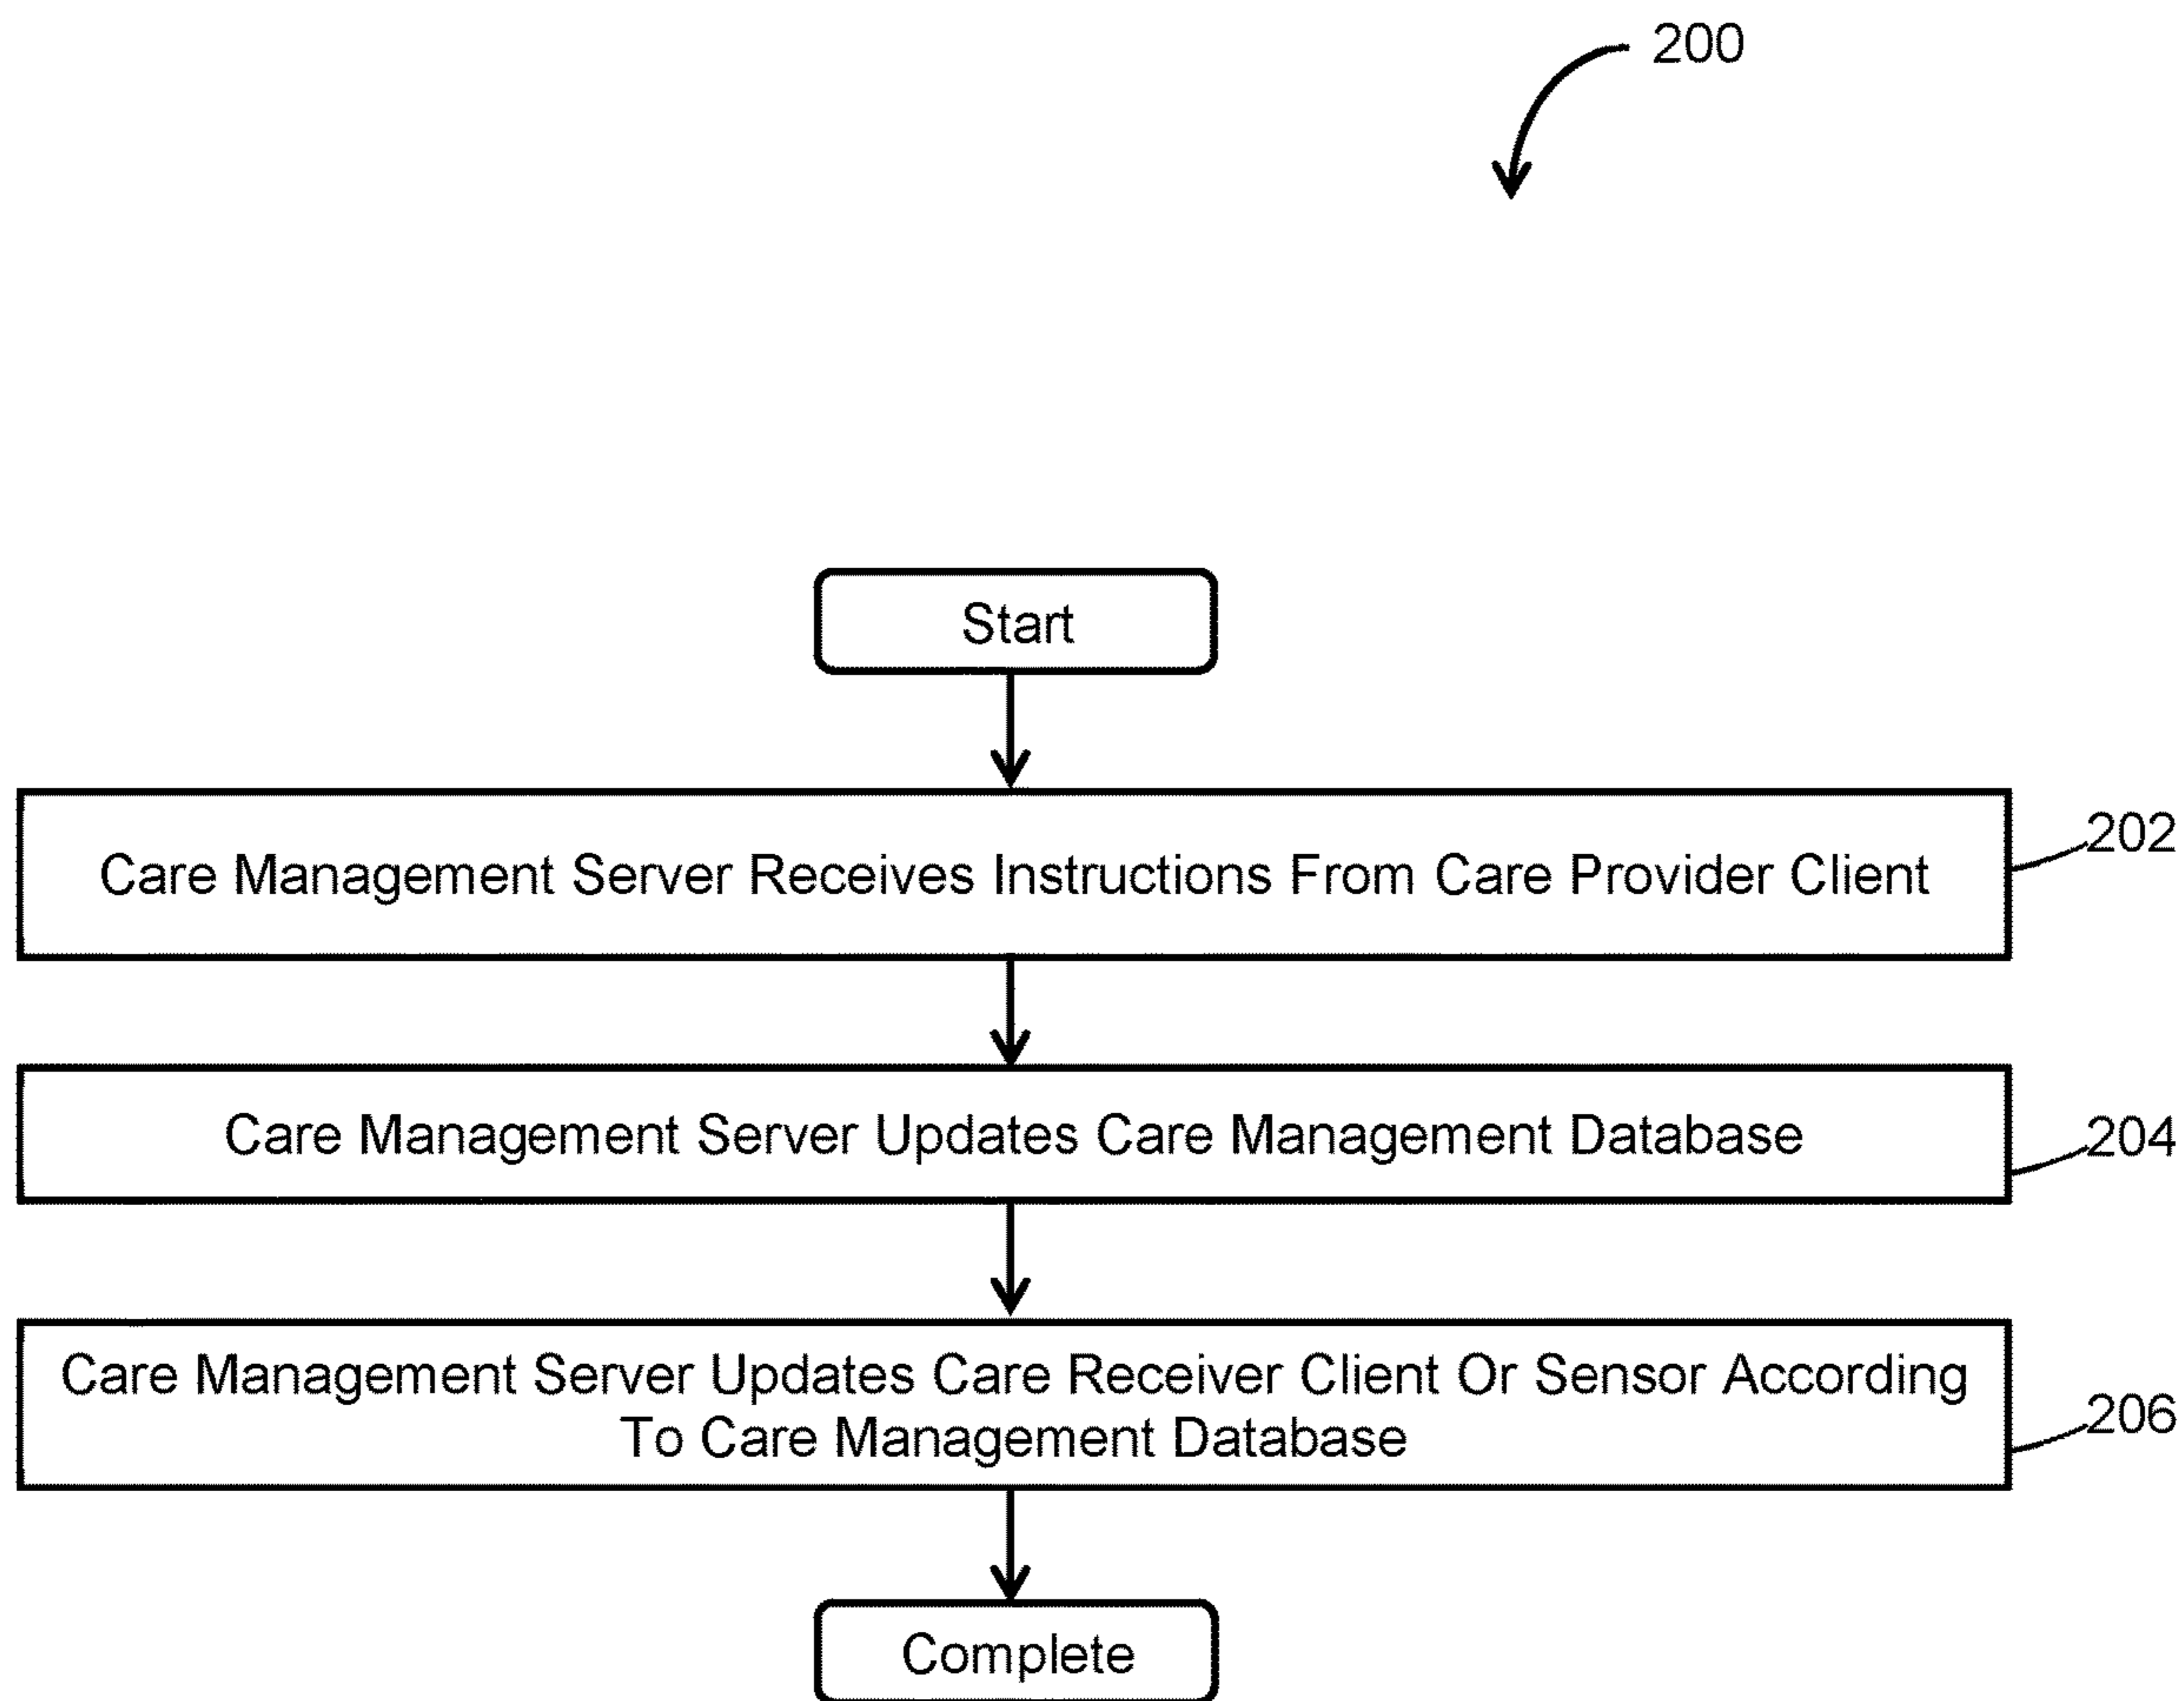 200
Start
Care Management Server Receives Instructions From Care Provider Client
202
Care Management Server Updates Care Management Database
204
Care Management Server Updates Care Receiver Client Or Sensor According
To Care Management Database
206
Complete